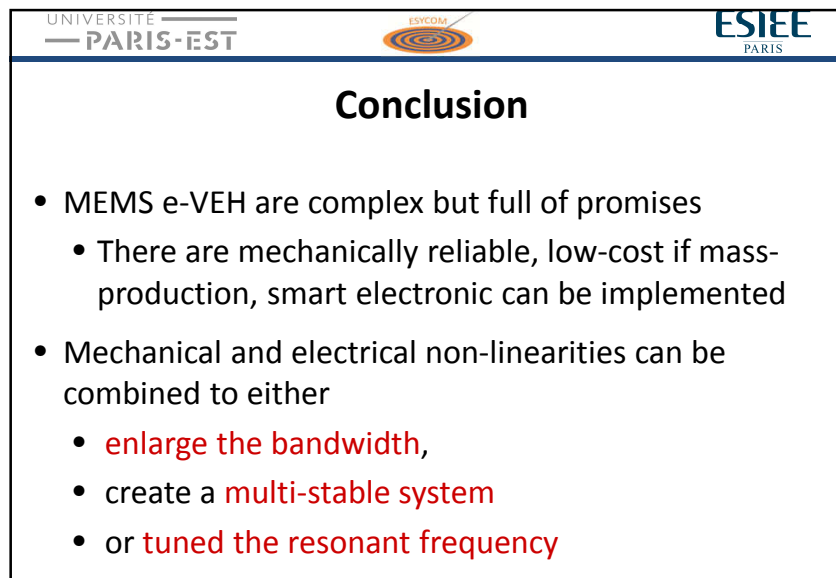 UNIVERSITÉ
PARIS-EST
ESYCOM
ESIEE
PARIS
Conclusion
• MEMS e-VEH are complex but full of promises
• There are mechanically reliable, low-cost if mass-
production, smart electronic can be implemented
• Mechanical and electrical non-linearities can be
combined to either
• enlarge the bandwidth,
• create a multi-stable system
• or tuned the resonant frequency